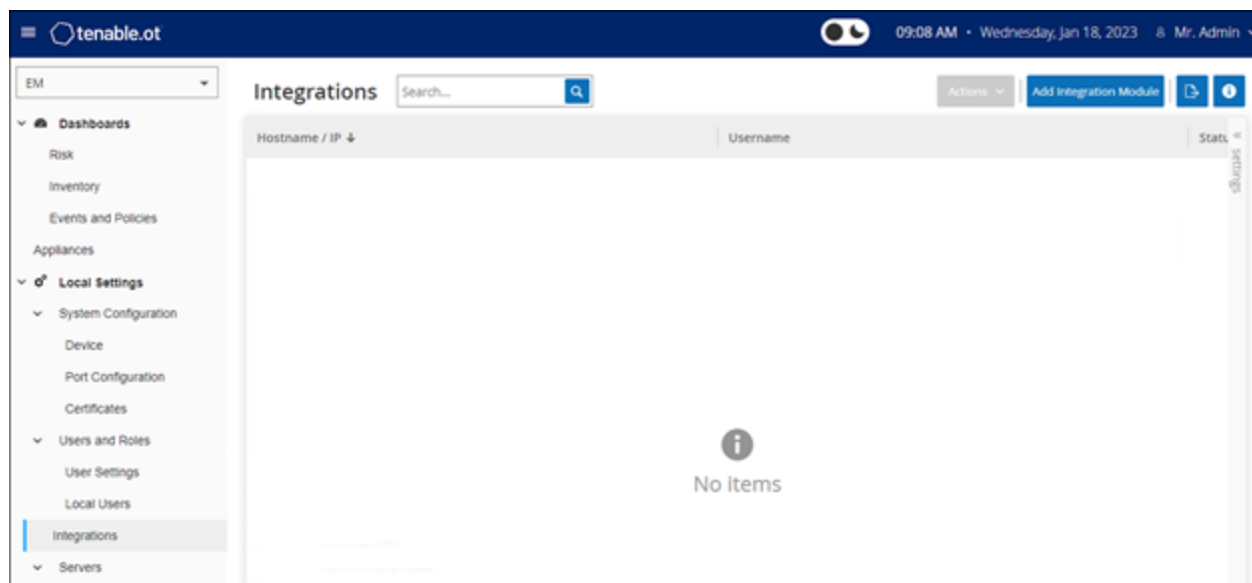 tenable.ot
09:08 AM • Wednesday, Jan 18, 2023 Mr. Admin
EM
Integrations
Search...
Actions
Add Integration Module
Dashboards
Risk
Inventory
Events and Policies
Appliances
Local Settings
System Configuration
Device
Port Configuration
Certificates
Users and Roles
User Settings
Local Users
Integrations
Servers
Hostname / IP
Username
Statu
settings
No items